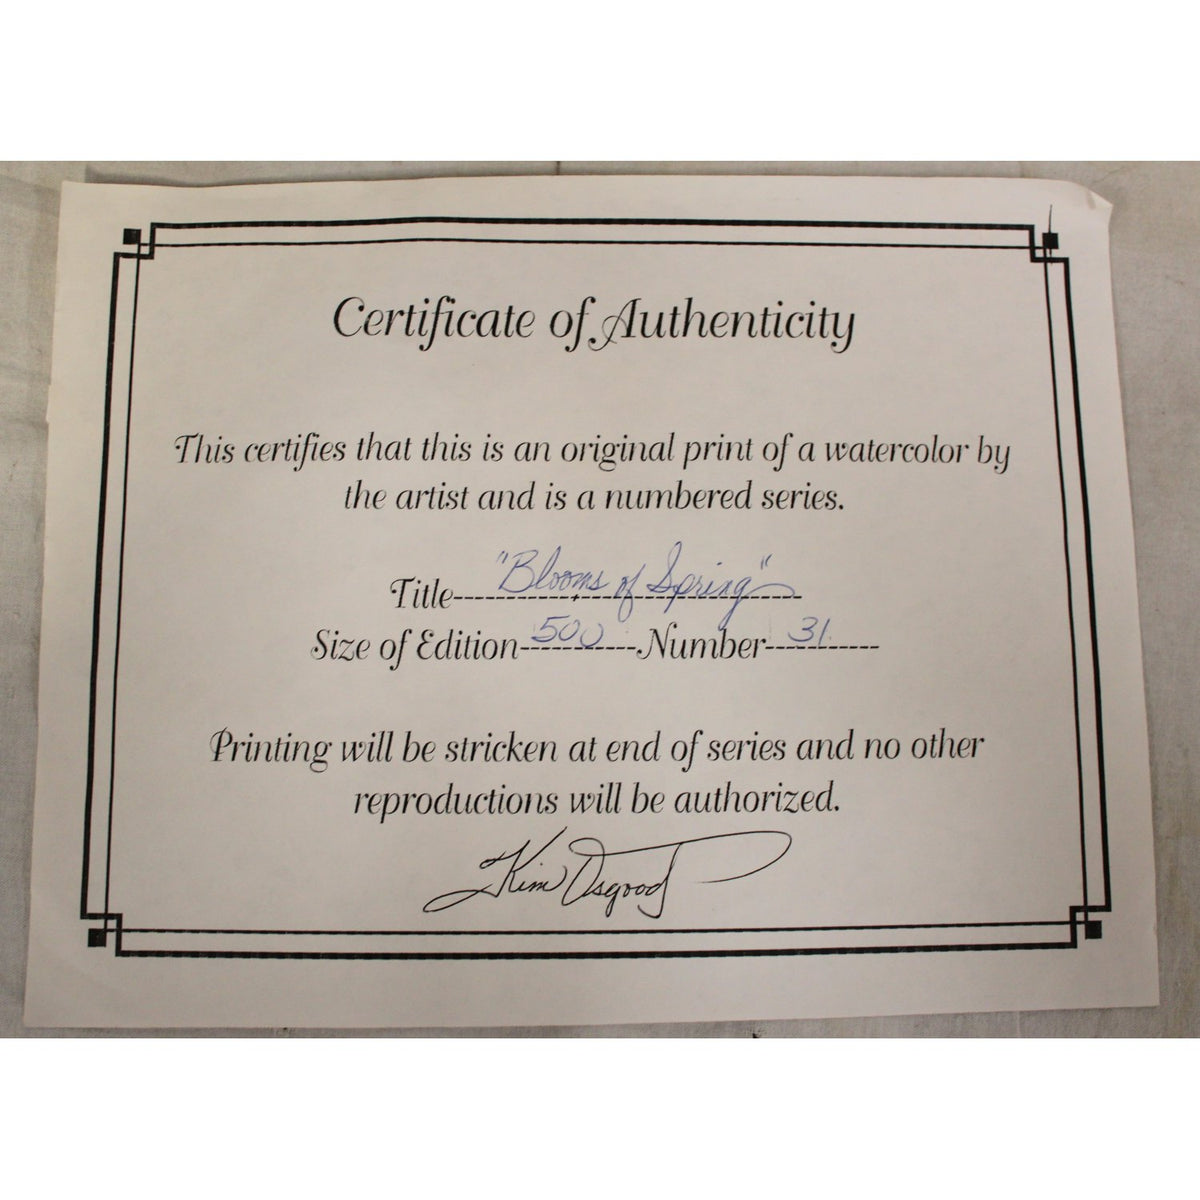 Certificate of Authenticity
This certifies that this is an original print of a watercolor by
the artist and is a numbered series.
Title "Blooms of Spring"
Size of Edition 500 Number 31
Printing will be stricken at end of series and no other
reproductions will be authorized.
Kim Osgood